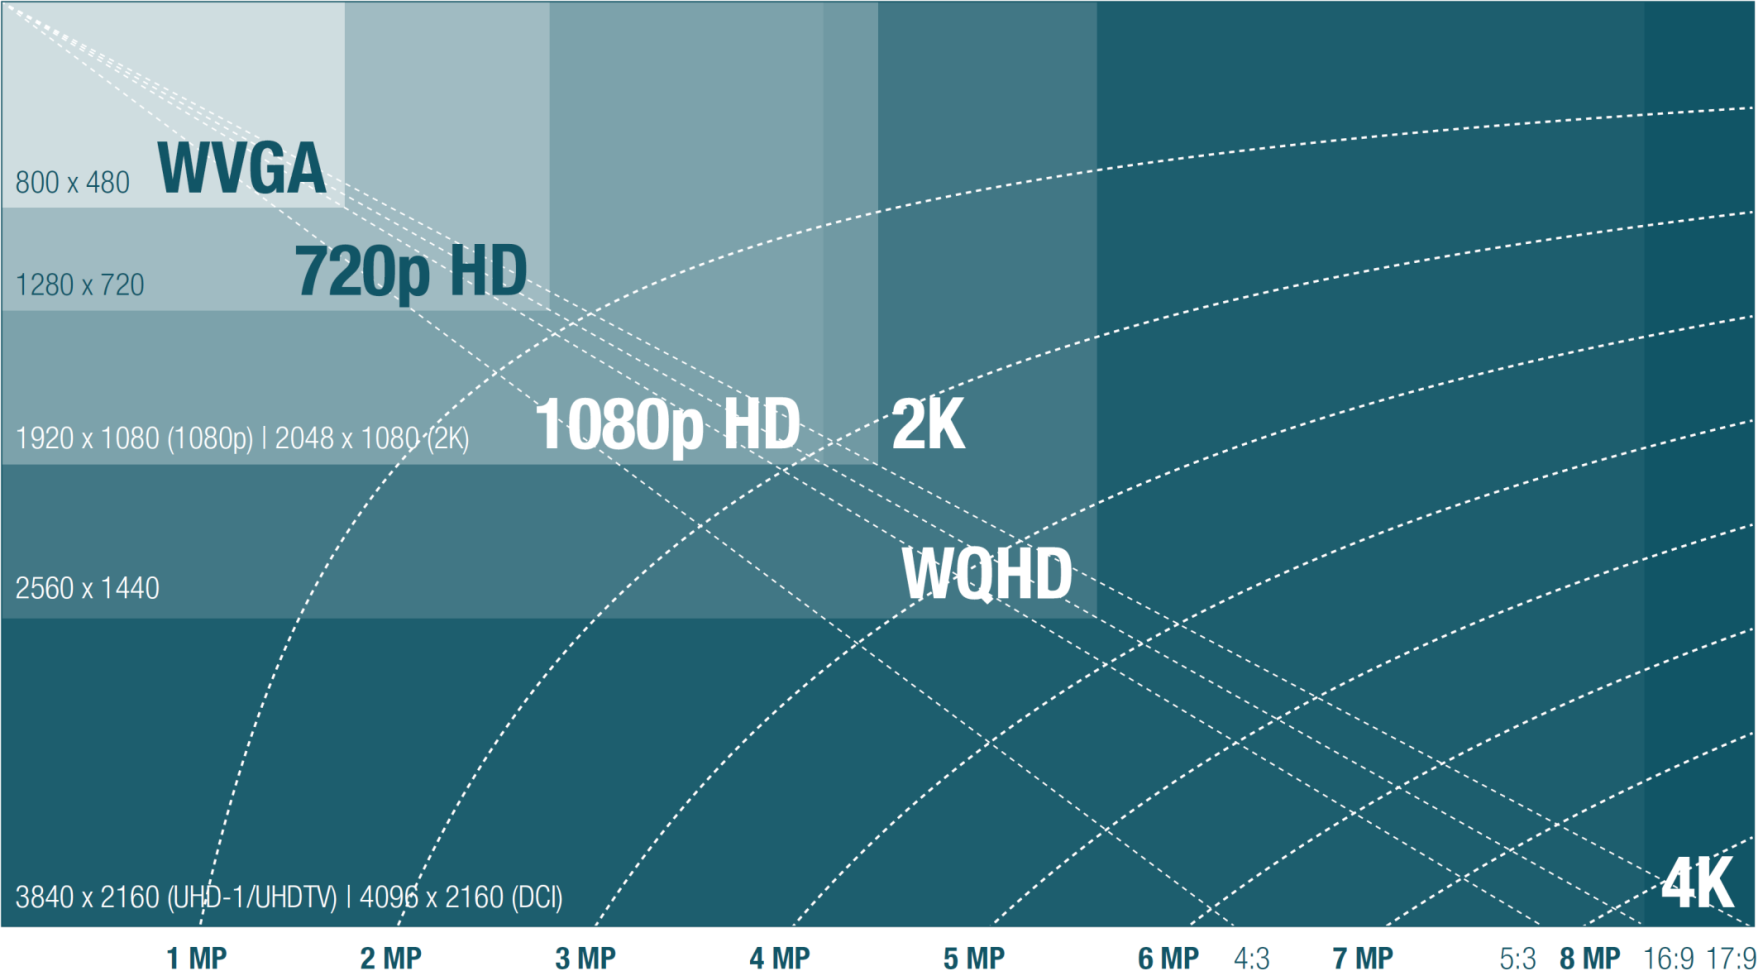 800 x 480 WVGA
1280 x 720 720p HD
1920 x 1080 (1080p) | 2048 x 1080 (2K) 1080p HD 2K
2560 x 1440 WQHD
3840 x 2160 (UHD-1/UHDTV) | 4096 x 2160 (DCI) 4K
1 MP 2 MP 3 MP 4 MP 5 MP 6 MP 4:3 7 MP 5:3 8 MP 16:9 17:9